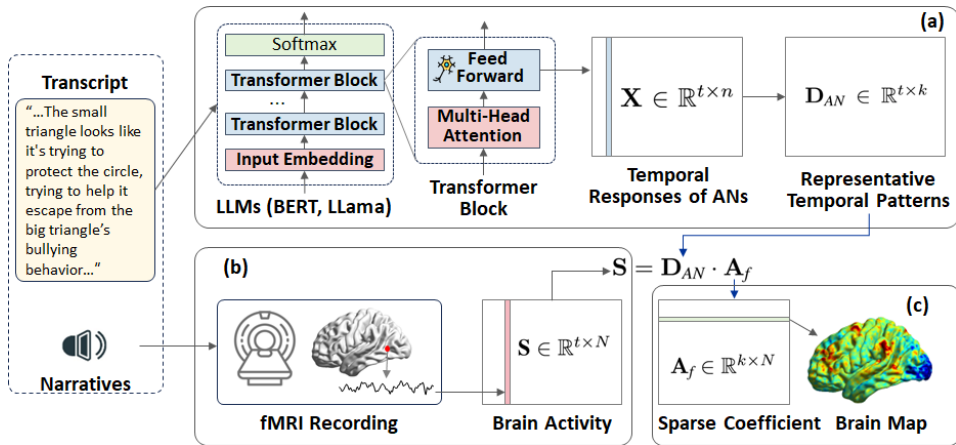 Transcript
“...The small
triangle looks like
it's trying to
protect the circle,
trying to help it
escape from the
big triangle’s
bullying
behavior...”
Narratives
(a)
Softmax
Transformer Block
...
Transformer Block
Input Embedding
LLMs (BERT, LLama)
Feed
Forward
Multi-Head
Attention
Transformer
Block
X ∈ ℝ^{t×n}
Temporal
Responses of ANs
D_{AN} ∈ ℝ^{t×k}
Representative
Temporal Patterns
(b)
fMRI Recording
S ∈ ℝ^{t×N}
Brain Activity
S = D_{AN} · A_f
(c)
A_f ∈ ℝ^{k×N}
Sparse Coefficient
Brain Map